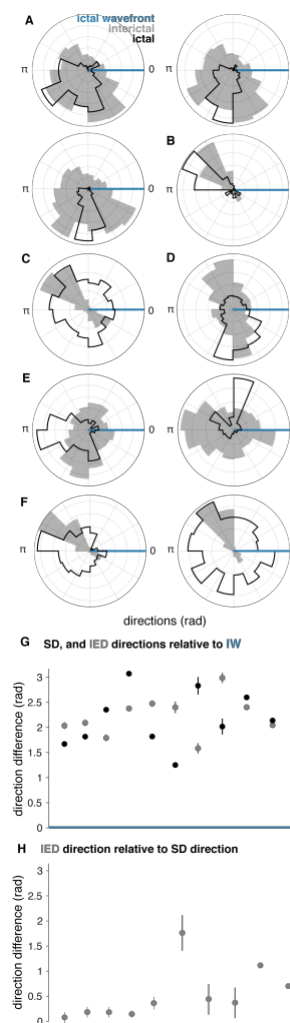 A
ictal wavefront
interictal
ictal
π 0 π
π π B
C π 0 π D
E π 0 π
F π 0 π
directions (rad)
G SD, and IED directions relative to IW
direction difference (rad)
3
2.5
2
1.5
1
0.5
0
H IED direction relative to SD direction
direction difference (rad)
3
2.5
2
1.5
1
0.5
0